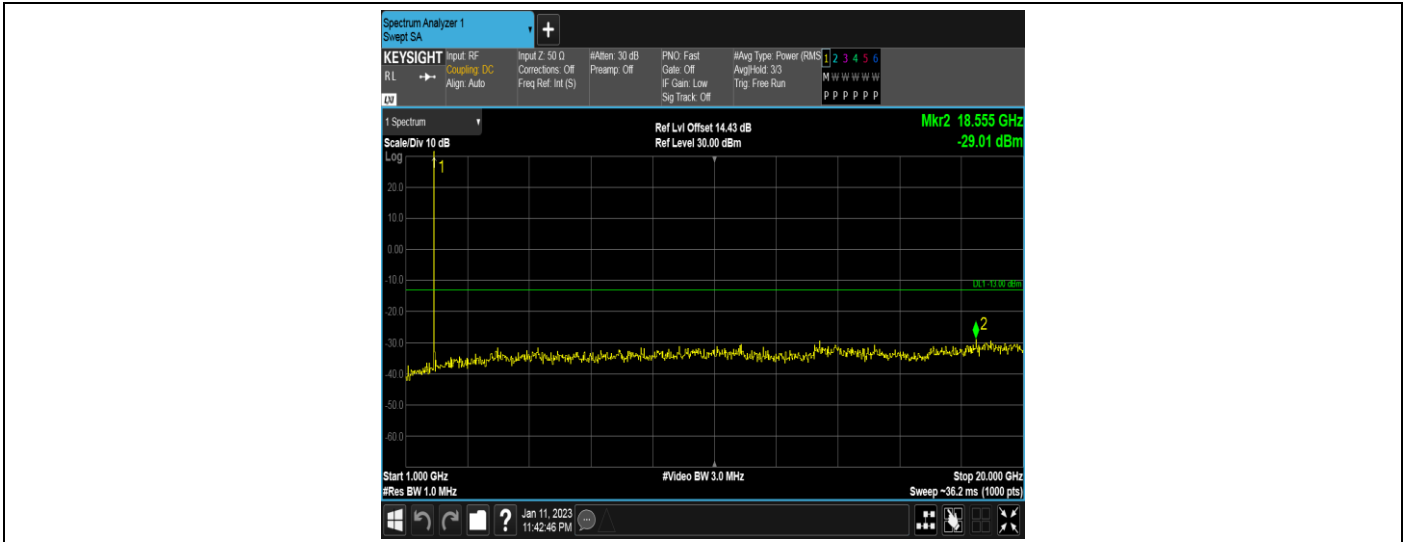 Spectrum Analyzer 1
Swept SA
+
KEYSIGHT
RL
LXI
Input: RF
Coupling: DC
Align: Auto
Input Z: 50 Ω
Corrections: Off
Freq Ref: Int (S)
#Atten: 30 dB
Preamp: Off
PNO: Fast
Gate: Off
IF Gain: Low
Sig Track: Off
#Avg Type: Power (RMS
Avg|Hold: 3/3
Trig: Free Run
1 2 3 4 5 6
M W W W W W
P P P P P P
1 Spectrum
Scale/Div 10 dB
Ref Lvl Offset 14.43 dB
Ref Level 30.00 dBm
Mkr2 18.555 GHz
-29.01 dBm
Log
1
20.0
10.0
0.00
-10.0
DL1 -13.00 dBm
-20.0
2
-30.0
-40.0
-50.0
-60.0
Start 1.000 GHz
#Res BW 1.0 MHz
#Video BW 3.0 MHz
Stop 20.000 GHz
Sweep ~36.2 ms (1000 pts)
?
Jan 11, 2023
11:42:46 PM